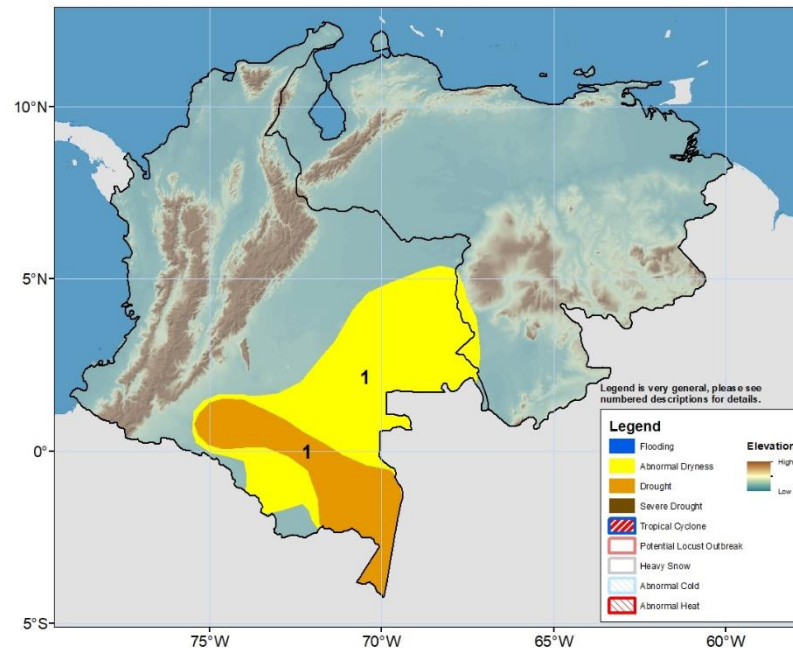 10°N
5°N
0°
5°S
75°W
70°W
65°W
60°W
1
1
Legend is very general, please see
numbered descriptions for details.
Legend
Flooding
Abnormal Dryness
Drought
Severe Drought
Tropical Cyclone
Potential Locust Outbreak
Heavy Snow
Abnormal Cold
Abnormal Heat
Elevation
High
Low